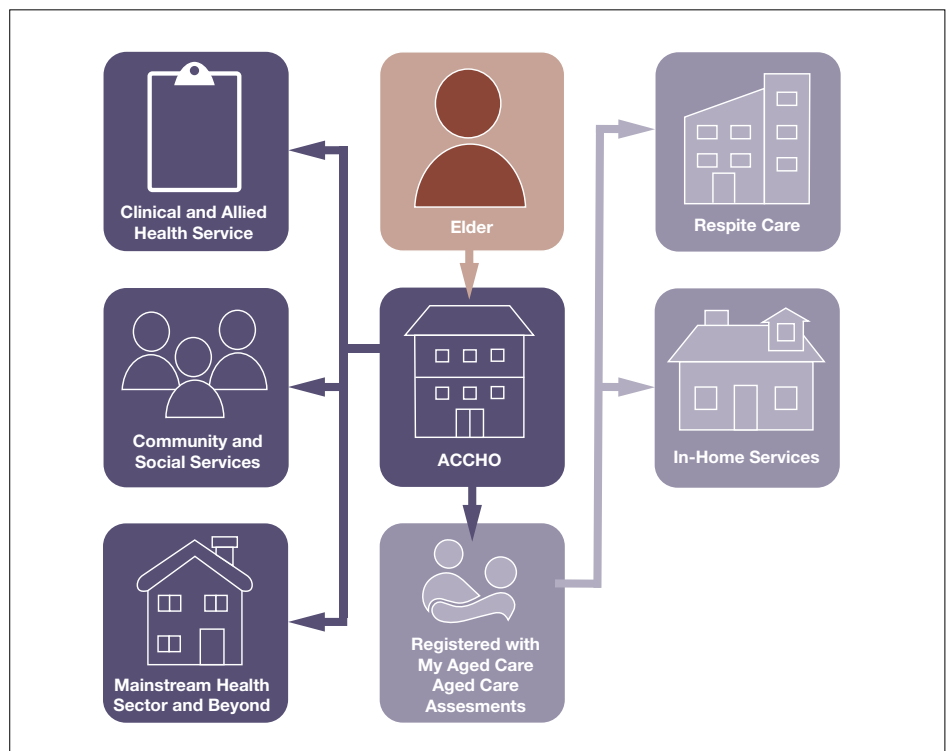 Clinical and Allied
Health Service
Elder
Respite Care
Community and
Social Services
ACCHO
In-Home Services
Mainstream Health
Sector and Beyond
Registered with
My Aged Care
Aged Care
Assesments